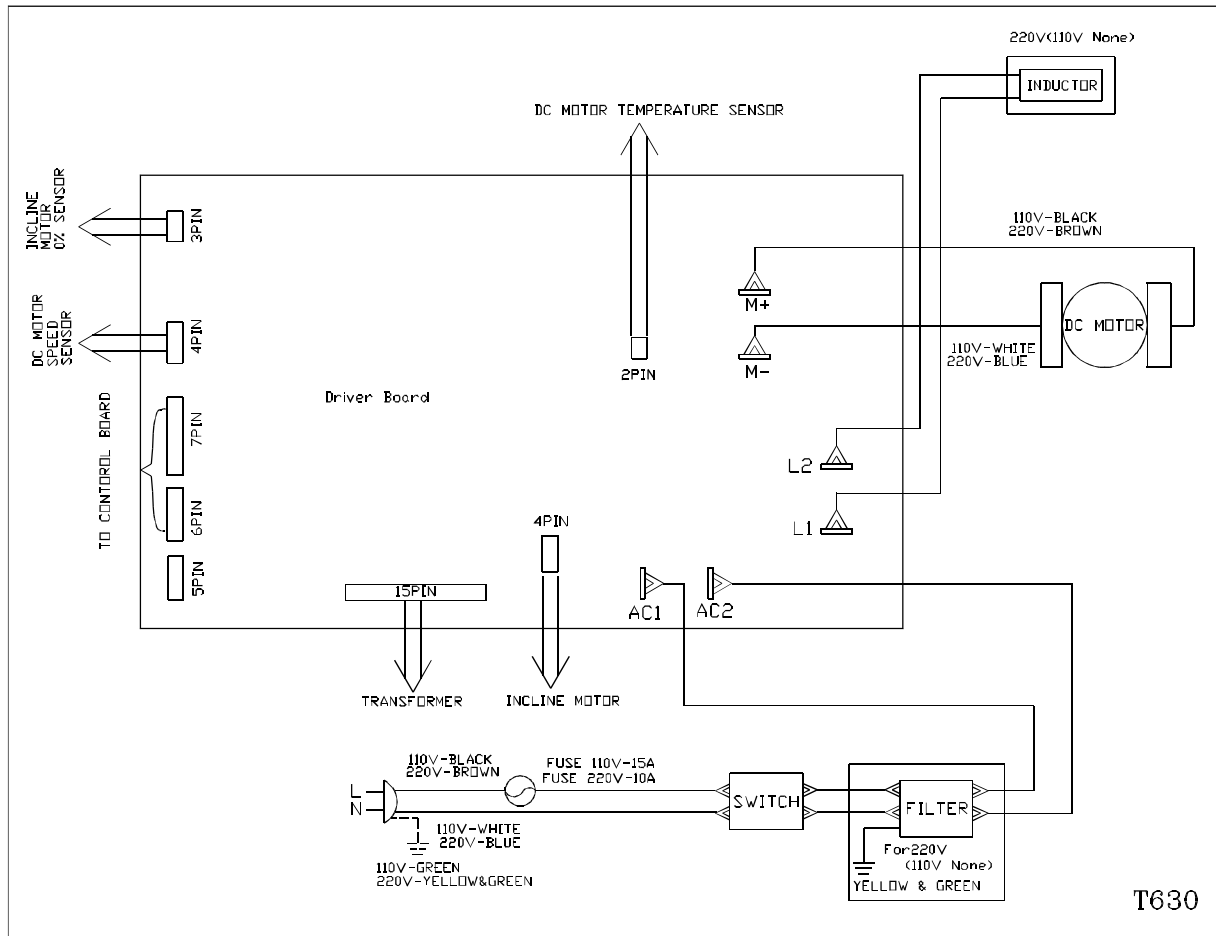 220V(110V None)
INDUCTOR
DC MOTOR TEMPERATURE SENSOR
INCLINE
MOTOR
0% SENSOR
3PIN
110V-BLACK
220V-BROWN
M+
DC MOTOR
SPEED
SENSOR
4PIN
M-
DC MOTOR
110V-WHITE
220V-BLUE
2PIN
Driver Board
TO CONTOROL BOARD
7PIN
6PIN
5PIN
L2
L1
4PIN
15PIN
AC1
AC2
TRANSFORMER
INCLINE MOTOR
110V-BLACK
220V-BROWN
FUSE 110V-15A
FUSE 220V-10A
L
N
SWITCH
FILTER
110V-WHITE
220V-BLUE
110V-GREEN
220V-YELLOW&GREEN
For220V
(110V None)
YELLOW & GREEN
T630